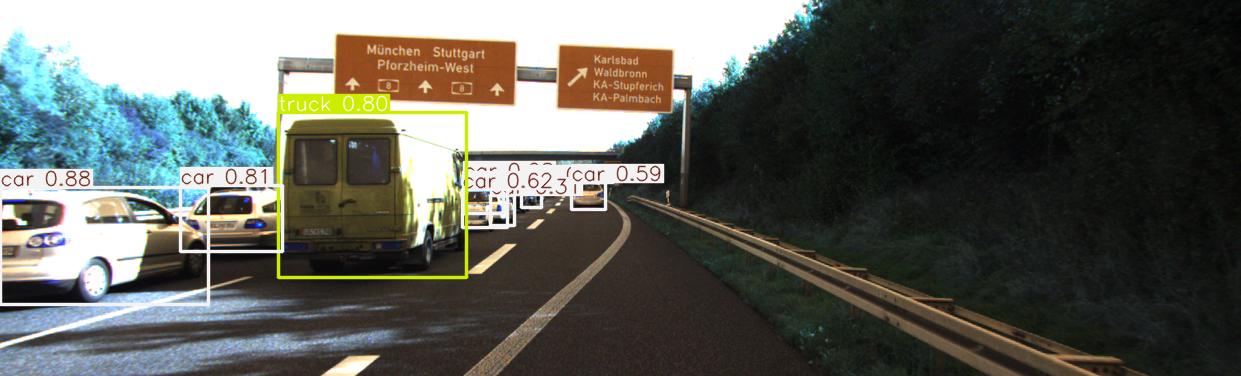 München Stuttgart
Pforzheim-West
8 8
Karlsbad
Waldbronn
KA-Stupferich
KA-Palmbach
truck 0.80
car 0.88
car 0.81
car 0.62
car 0.59